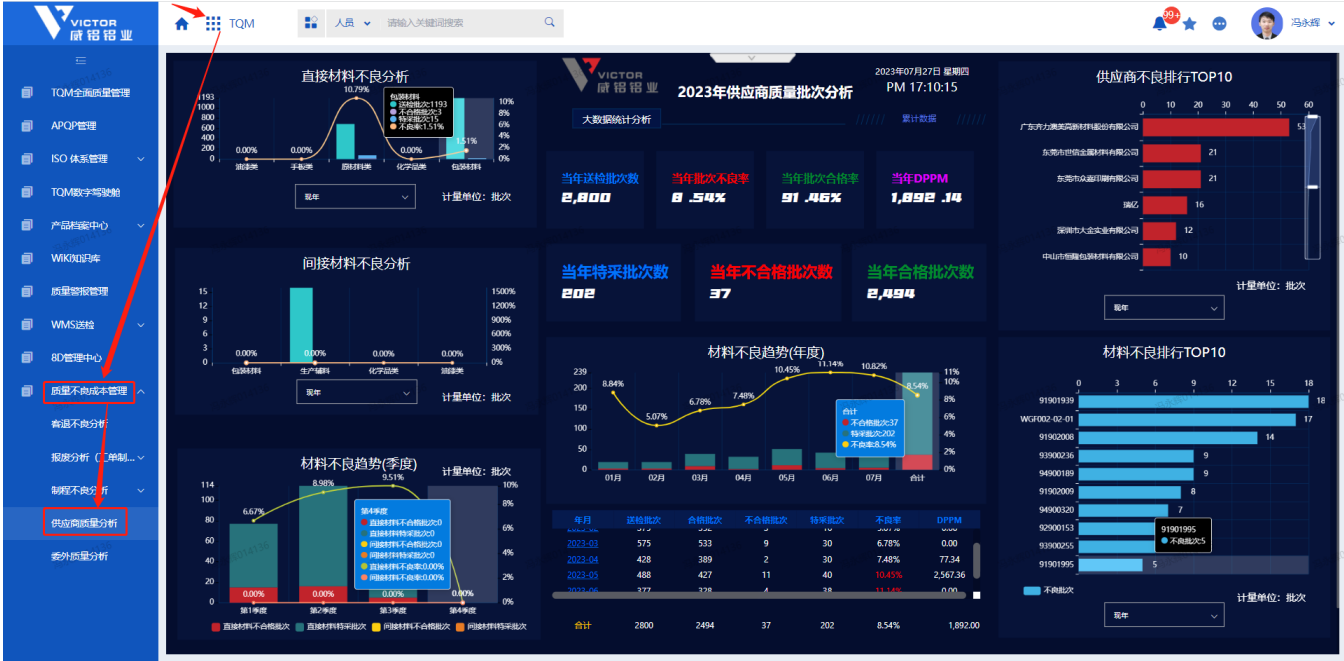 VICTOR
威铝铝业
TQM
人员
请输入关键词搜索
99+
冯永辉
TQM全面质量管理
APQP管理
ISO 体系管理
TQM数字驾驶舱
产品档案中心
WiKi知识库
质量警报管理
WMS送检
8D管理中心
质量不良成本管理
客退不良分析
报废分析（工单制...
制程不良分析
供应商质量分析
委外质量分析
直接材料不良分析
1193
1000
800
600
400
200
0
10%
8%
6%
4%
2%
0%
0.00%
0.00%
10.79%
0.00%
1.51%
包装材料
送检批次:1193
不合格批次:3
特采批次:15
不良率:1.51%
油漆类
手板类
原材料类
化学品类
包装材料
现年
计量单位：批次
间接材料不良分析
15
12
9
6
3
0
1500%
1200%
900%
600%
300%
0%
0.00%
0.00%
0.00%
0.00%
包装材料
生产辅料
化学品类
油漆类
现年
计量单位：批次
材料不良趋势(季度)
计量单位：批次
114
100
80
60
40
20
0
10%
8%
6%
4%
2%
0%
6.67%
8.98%
9.51%
0.00%
0.00%
0.00%
0.00%
第4季度
直接材料不合格批次:0
直接材料特采批次:0
间接材料不合格批次:0
间接材料特采批次:0
直接材料不良率:0.00%
间接材料不良率:0.00%
第1季度
第2季度
第3季度
第4季度
直接材料不合格批次
直接材料特采批次
间接材料不合格批次
间接材料特采批次
VICTOR
威铝铝业
2023年供应商质量批次分析
2023年07月27日 星期四
PM 17:10:15
大数据统计分析
累计数据
当年送检批次数
2,800
当年批次不良率
8.54%
当年批次合格率
91.46%
当年DPPM
1,892.14
当年特采批次数
202
当年不合格批次数
37
当年合格批次数
2,494
材料不良趋势(年度)
239
200
150
100
50
0
11%
10%
8%
6%
4%
2%
0%
8.84%
5.07%
6.78%
7.48%
10.45%
11.14%
10.82%
8.54%
合计
不合格批次:37
特采批次:202
不良率:8.54%
01月
02月
03月
04月
05月
06月
07月
合计
年月 送检批次 合格批次 不合格批次 特采批次 不良率 DPPM
2023-03 575 533 9 30 6.78% 0.00
2023-04 428 389 2 30 7.48% 77.34
2023-05 488 427 11 40 10.45% 2,567.36
2023-06 377 328 4 38 11.14% 0.00
合计 2800 2494 37 202 8.54% 1,892.00
供应商不良排行TOP10
0 10 20 30 40 50 60
广东齐力澳美高新材料股份有限公司 53
东莞市世信金属材料有限公司 21
东莞市众源印刷有限公司 21
瑞亿 16
深圳市大金实业有限公司 12
中山市恒隆包装材料有限公司 10
计量单位：批次
现年
材料不良排行TOP10
0 3 6 9 12 15 18
91901939 18
WGF002-02-01 17
91902008 14
93900236 9
94900189 9
91902009 8
94900320 7
92900153
93900255
91901995 5
91901995
不良批次:5
不良批次
计量单位：批次
现年